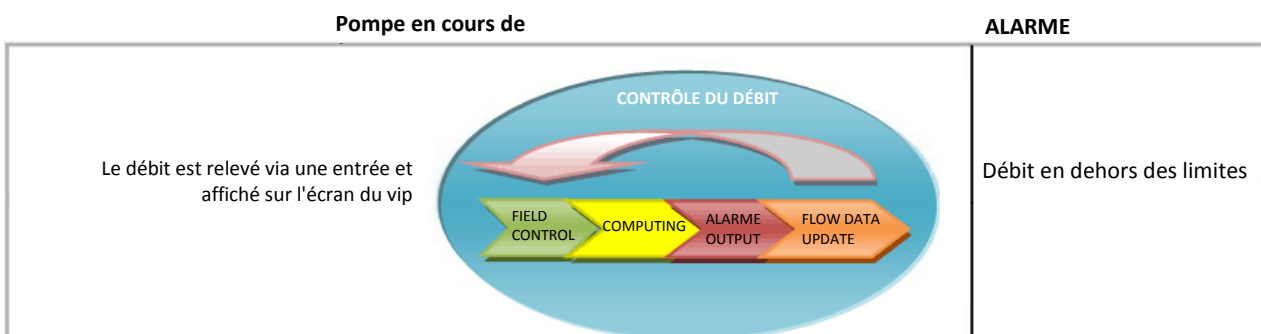 Pompe en cours de
ALARME
CONTRÔLE DU DÉBIT
Le débit est relevé via une entrée et
affiché sur l'écran du vip
FIELD
CONTROL
COMPUTING
ALARME
OUTPUT
FLOW DATA
UPDATE
Débit en dehors des limites